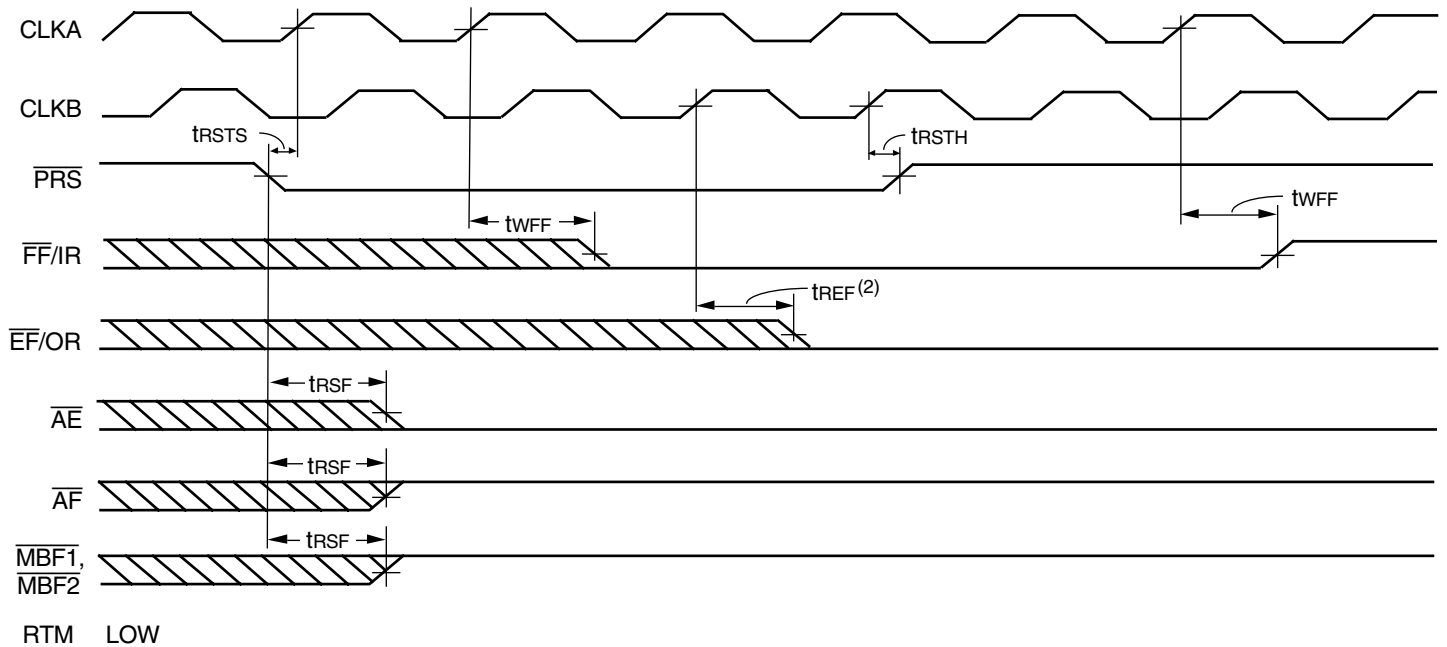 CLKA
CLKB
tRSTS
tRSTH
PRS
tWFF
tWFF
FF/IR
tREF(2)
EF/OR
tRSF
AE
tRSF
AF
tRSF
MBF1,
MBF2
RTM LOW